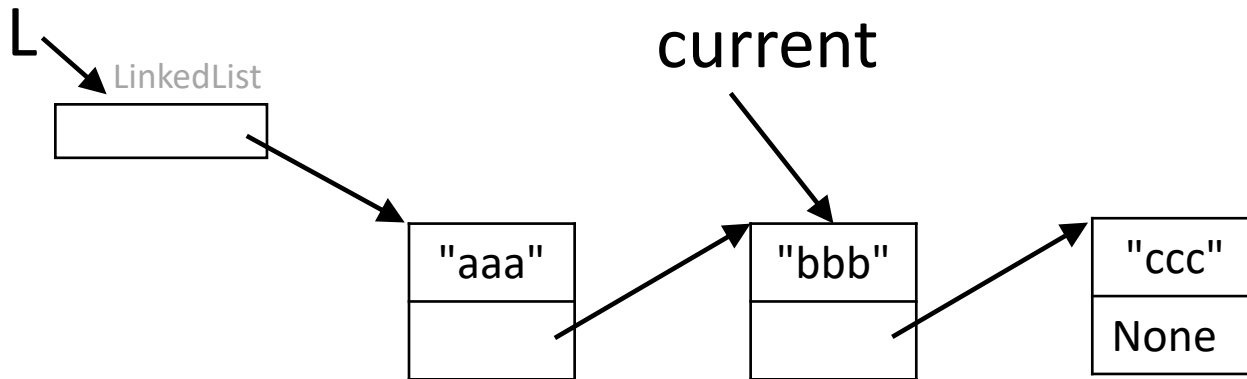 L
LinkedList
current
"aaa"
"bbb"
"ccc"
None